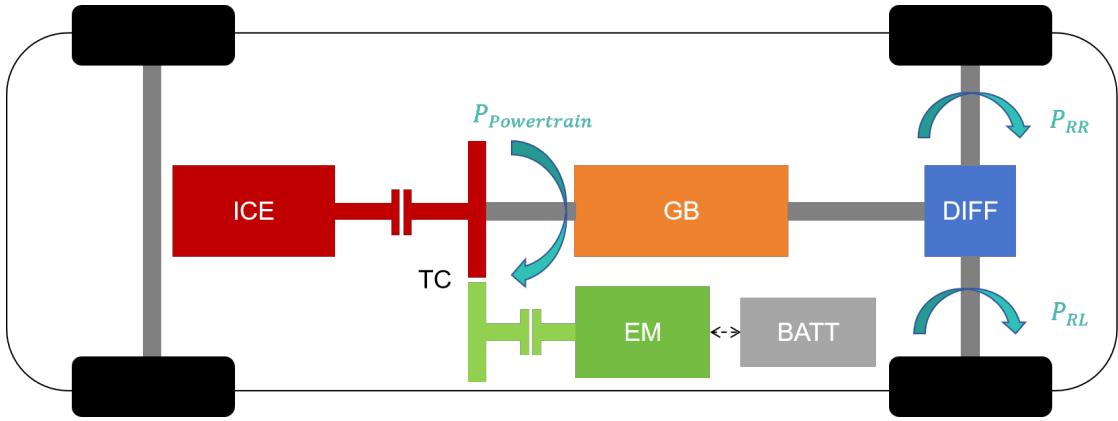 P_Powertrain
P_RR
ICE
GB
DIFF
TC
EM
BATT
P_RL